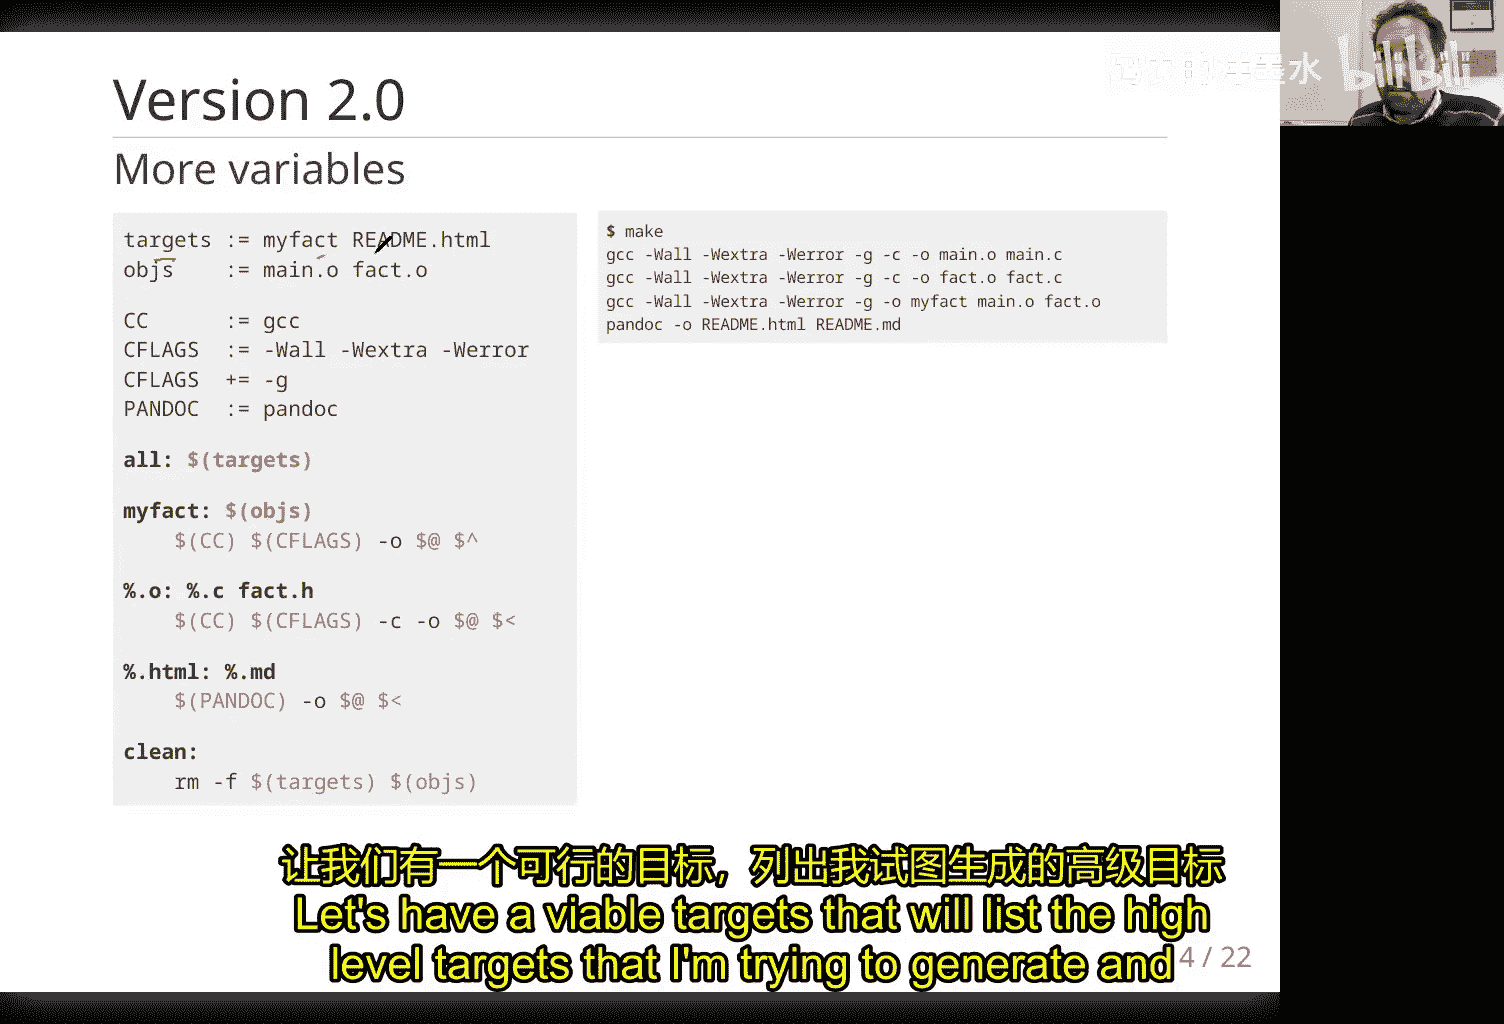 Version 2.0
More variables
targets := myfact README.html
objs := main.o fact.o
CC := gcc
CFLAGS := -Wall -Wextra -Werror
CFLAGS += -g
PANDOC := pandoc
all: $(targets)
myfact: $(objs)
$(CC) $(CFLAGS) -o $@ $^
%.o: %.c fact.h
$(CC) $(CFLAGS) -c -o $@ $<
%.html: %.md
$(PANDOC) -o $@ $<
clean:
rm -f $(targets) $(objs)
$ make
gcc -Wall -Wextra -Werror -g -c -o main.o main.c
gcc -Wall -Wextra -Werror -g -c -o fact.o fact.c
gcc -Wall -Wextra -Werror -g -o myfact main.o fact.o
pandoc -o README.html README.md
让我们有一个可行的目标，列出我试图生成的高级目标
Let's have a viable targets that will list the high
level targets that I'm trying to generate and
4 / 22
bilibili